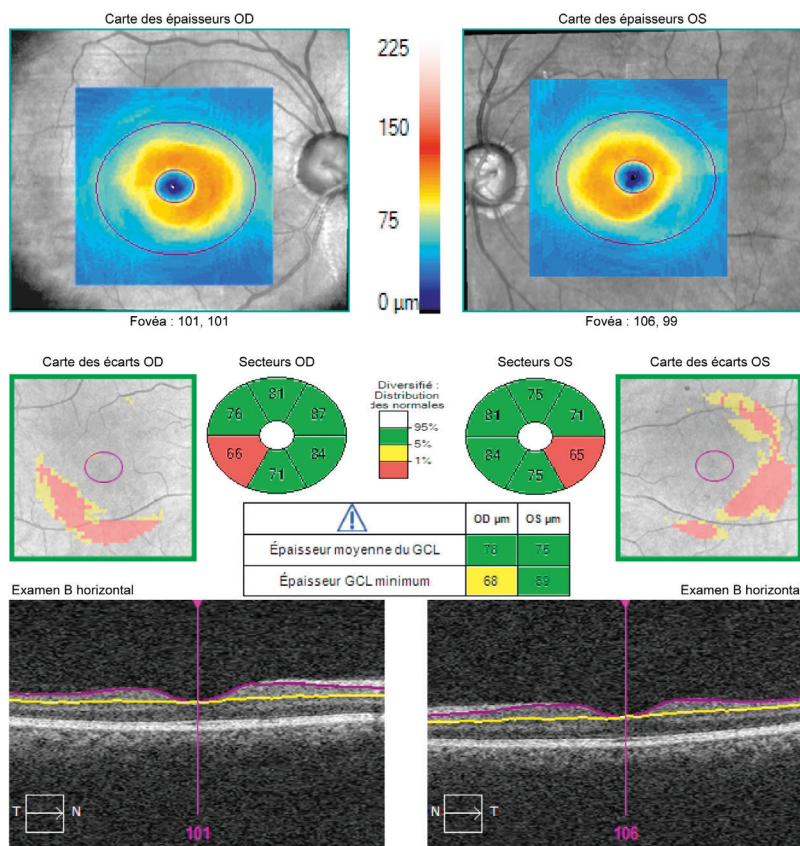 Carte des épaisseurs OD
Carte des épaisseurs OS
225
150
75
0 µm
Fovéa : 101, 101
Fovéa : 106, 99
Carte des écarts OD
Secteurs OD
Diversifié :
Distribution
des normales
95%
5%
1%
Secteurs OS
Carte des écarts OS
81
76
87
66
84
71
75
81
71
84
65
75
OD µm
OS µm
Épaisseur moyenne du GCL
78
75
Épaisseur GCL minimum
68
Examen B horizontal
Examen B horizonta
T
N
101
N
T
106